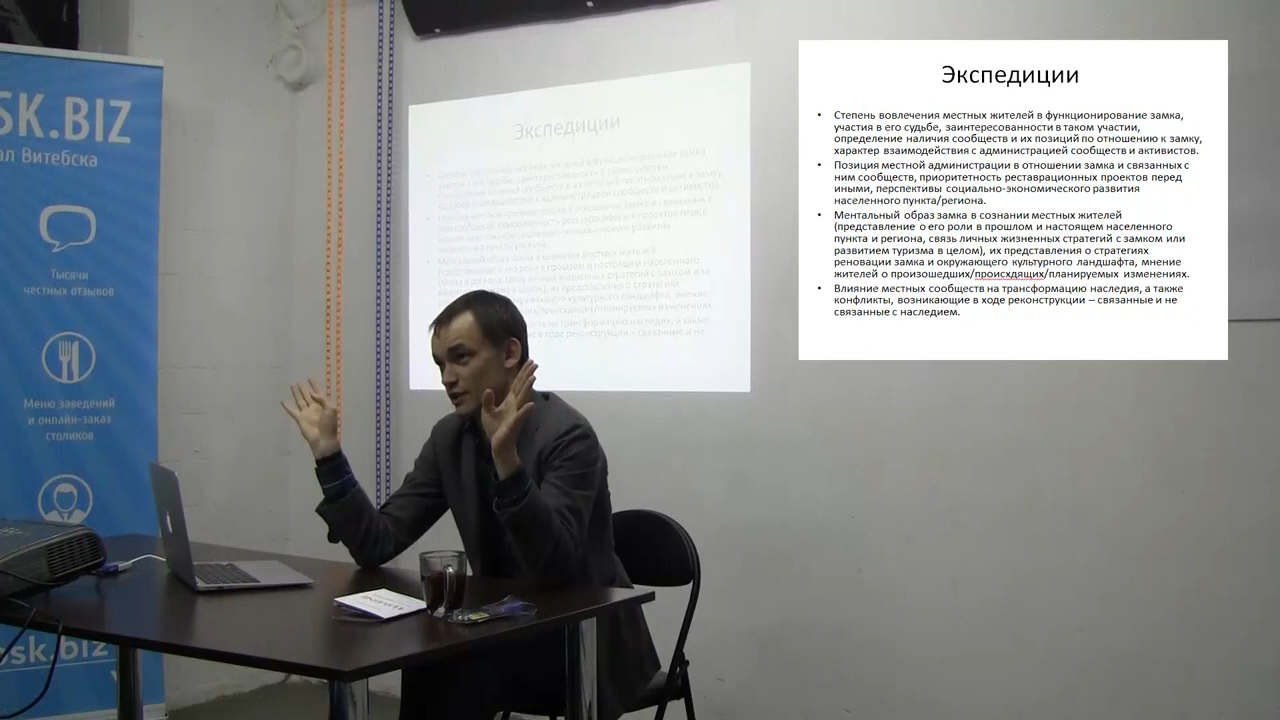 SK.BIZ
ал Витебска
Тысячи
честных отзывов
Меню заведений
и онлайн-заказ
столиков
sk.biz
Экспедиции
Экспедиции
• Степень вовлечения местных жителей в функционирование замка,
участия в его судьбе, заинтересованности в таком участии,
определение наличия сообществ и их позиций по отношению к замку,
характер взаимодействия с администрацией сообществ и активистов.
• Позиция местной администрации в отношении замка и связанных с
ним сообществ, приоритетность реставрационных проектов перед
иными, перспективы социально-экономического развития
населенного пункта/региона.
• Ментальный образ замка в сознании местных жителей
(представление о его роли в прошлом и настоящем населенного
пункта и региона, связь личных жизненных стратегий с замком или
развитием туризма в целом), их представления о стратегиях
реновации замка и окружающего культурного ландшафта, мнение
жителей о произошедших/происхдящих/планируемых изменениях.
• Влияние местных сообществ на трансформацию наследия, а также
конфликты, возникающие в ходе реконструкции – связанные и не
связанные с наследием.